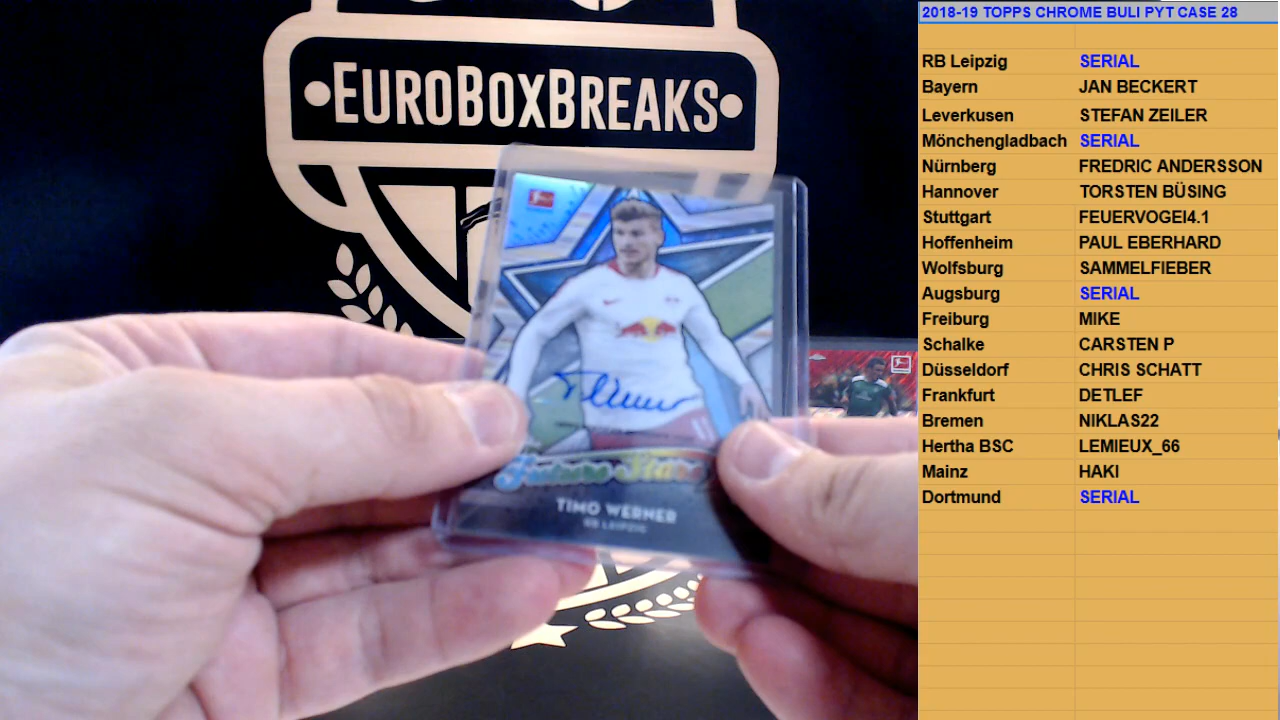 •EUROBOXBREAKS•
Future Stars
TIMO WERNER
RB LEIPZIG
2018-19 TOPPS CHROME BULI PYT CASE 28
RB Leipzig SERIAL
Bayern JAN BECKERT
Leverkusen STEFAN ZEILER
Mönchengladbach SERIAL
Nürnberg FREDRIC ANDERSSON
Hannover TORSTEN BÜSING
Stuttgart FEUERVOGEl4.1
Hoffenheim PAUL EBERHARD
Wolfsburg SAMMELFIEBER
Augsburg SERIAL
Freiburg MIKE
Schalke CARSTEN P
Düsseldorf CHRIS SCHATT
Frankfurt DETLEF
Bremen NIKLAS22
Hertha BSC LEMIEUX_66
Mainz HAKI
Dortmund SERIAL